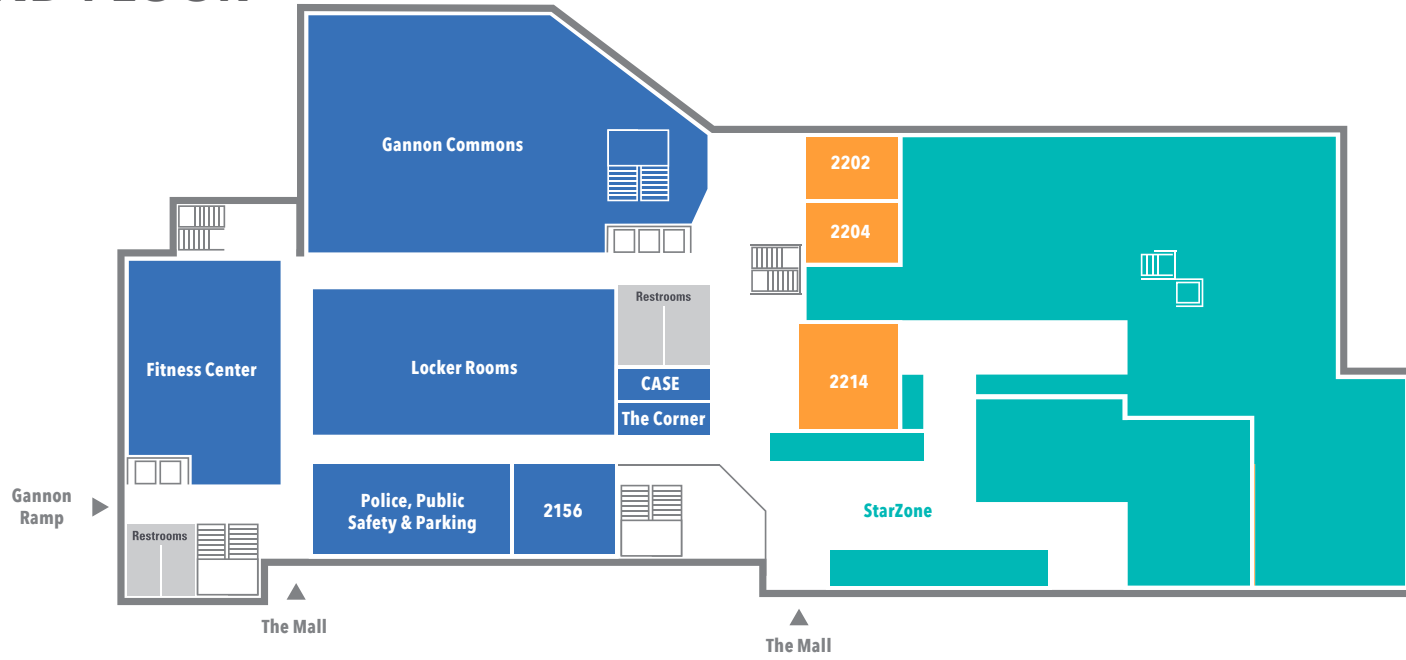 Gannon Commons
2202
2204
Restrooms
Fitness Center
Locker Rooms
CASE
The Corner
2214
Gannon
Ramp
Police, Public
Safety & Parking
2156
StarZone
Restrooms
The Mall
The Mall